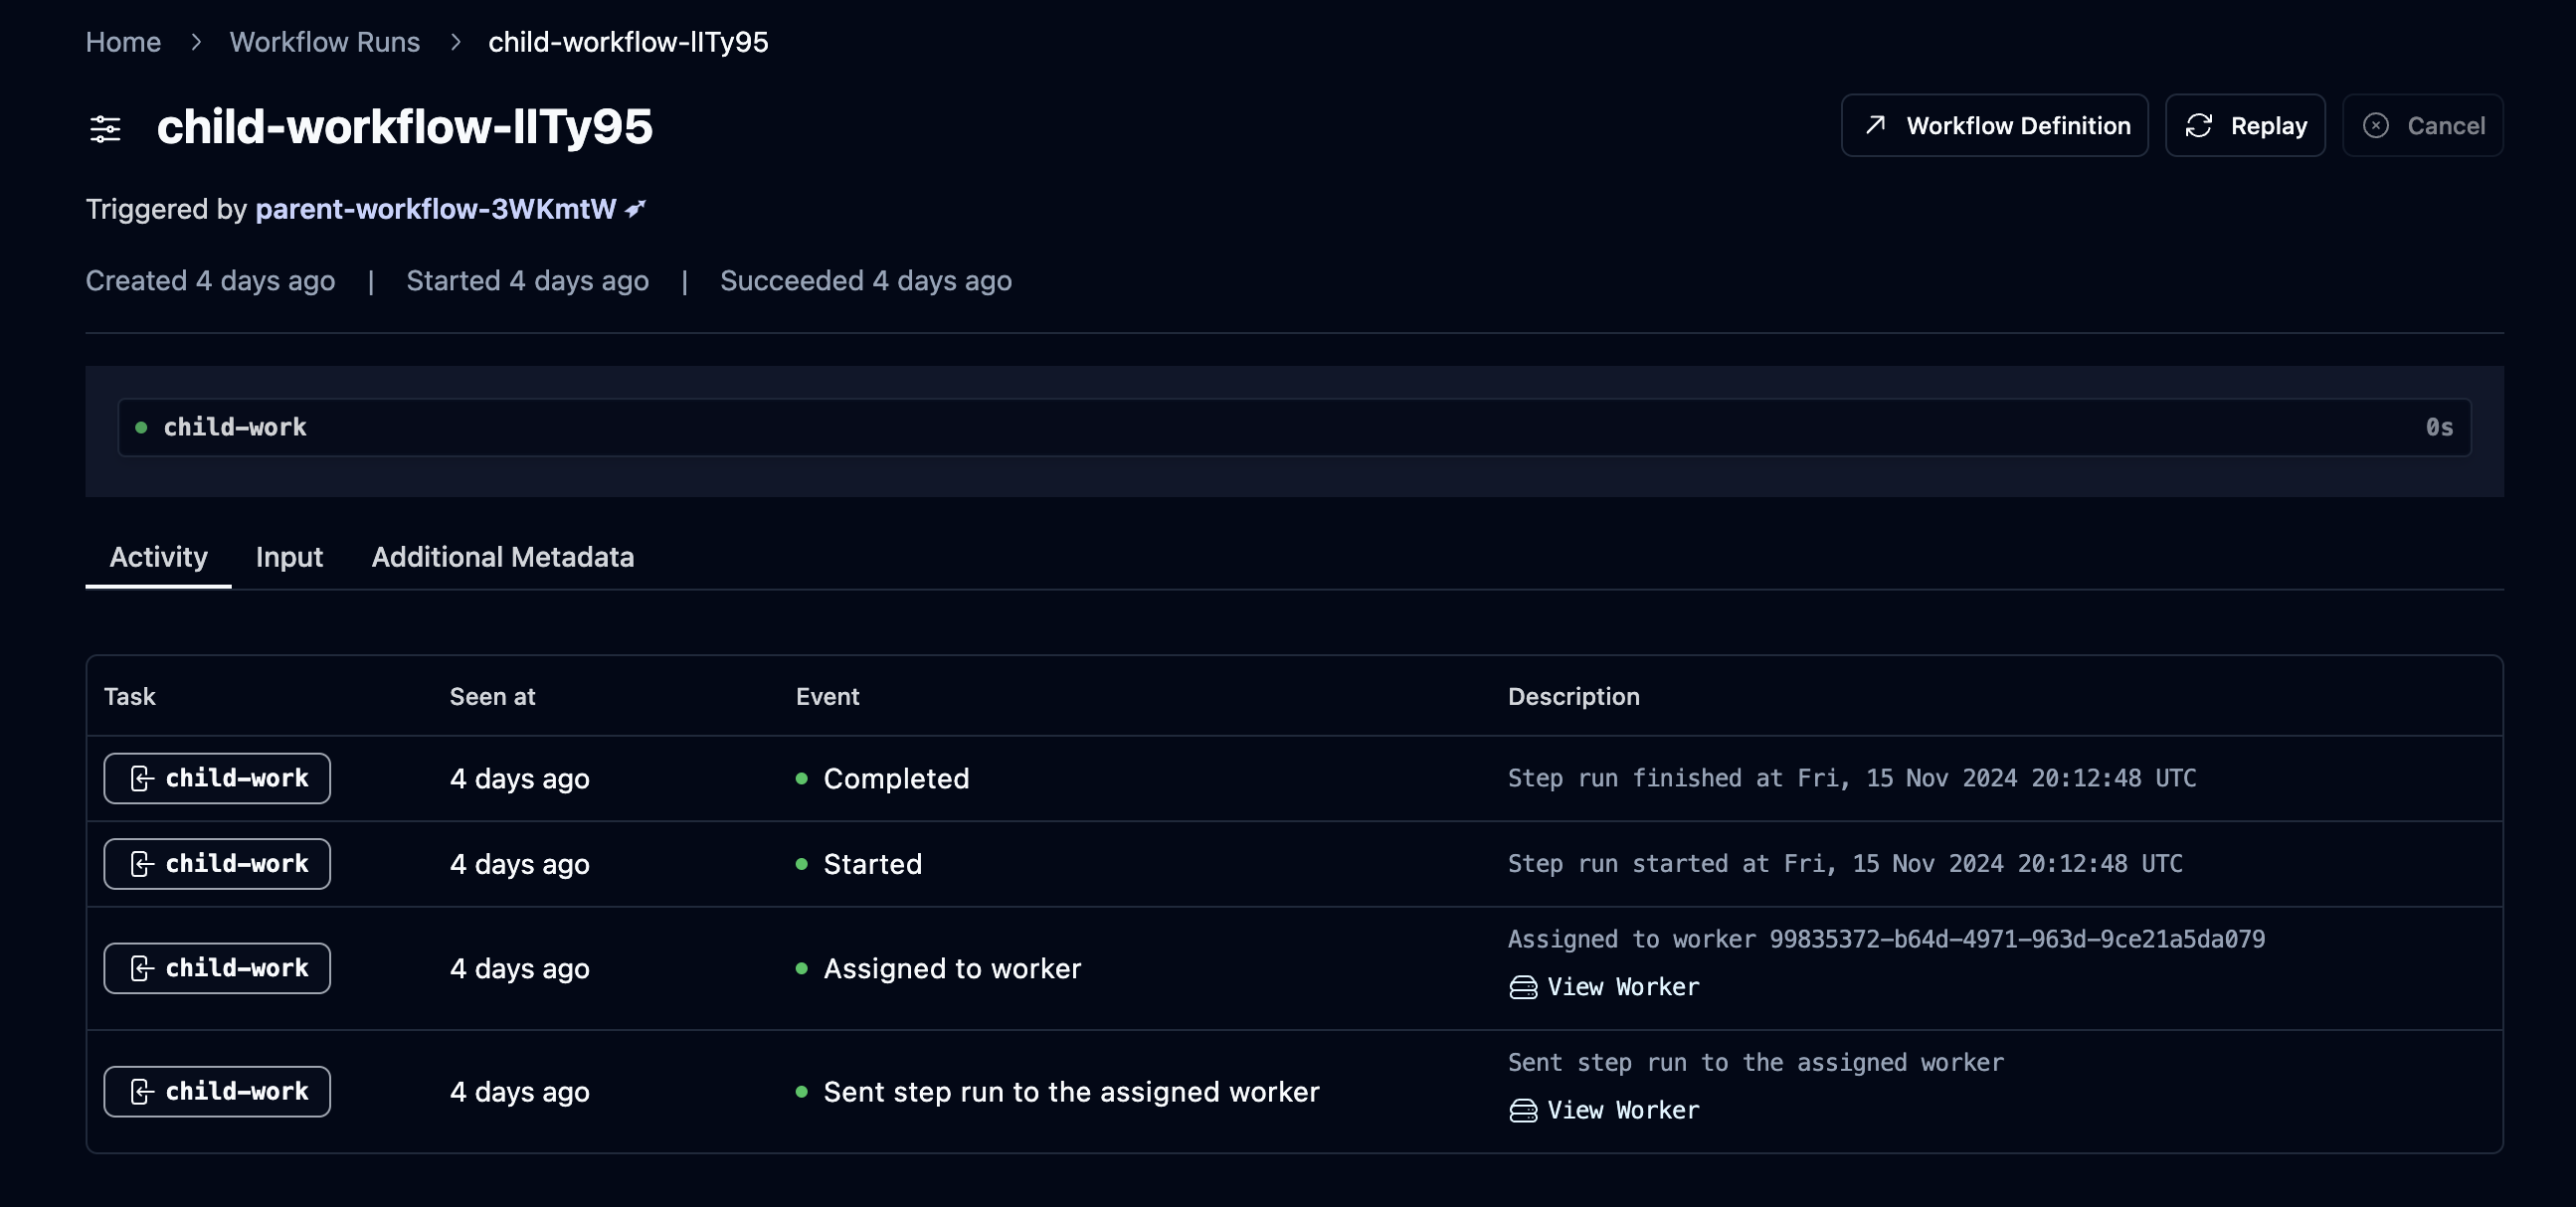 Home > Workflow Runs > child-workflow-lITy95
child-workflow-lITy95
Workflow Definition
Replay
Cancel
Triggered by parent-workflow-3WKmtW
Created 4 days ago | Started 4 days ago | Succeeded 4 days ago
child-work 0s
Activity Input Additional Metadata
Task Seen at Event Description
child-work 4 days ago Completed Step run finished at Fri, 15 Nov 2024 20:12:48 UTC
child-work 4 days ago Started Step run started at Fri, 15 Nov 2024 20:12:48 UTC
child-work 4 days ago Assigned to worker Assigned to worker 99835372-b64d-4971-963d-9ce21a5da079
View Worker
child-work 4 days ago Sent step run to the assigned worker Sent step run to the assigned worker
View Worker